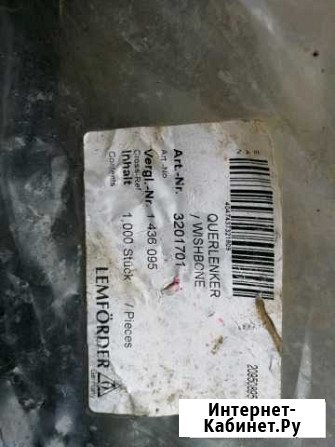 QUERLENKER
/ WISHBONE
Art.-Nr. 3201701
Art.-No
Vergl.-Nr. 1 436 095
Cross-Ref
Inhalt 1,000 Stück / Pieces
Contents
LEMFÖRDER
Germany
Интернет-
Кабинет.Ру